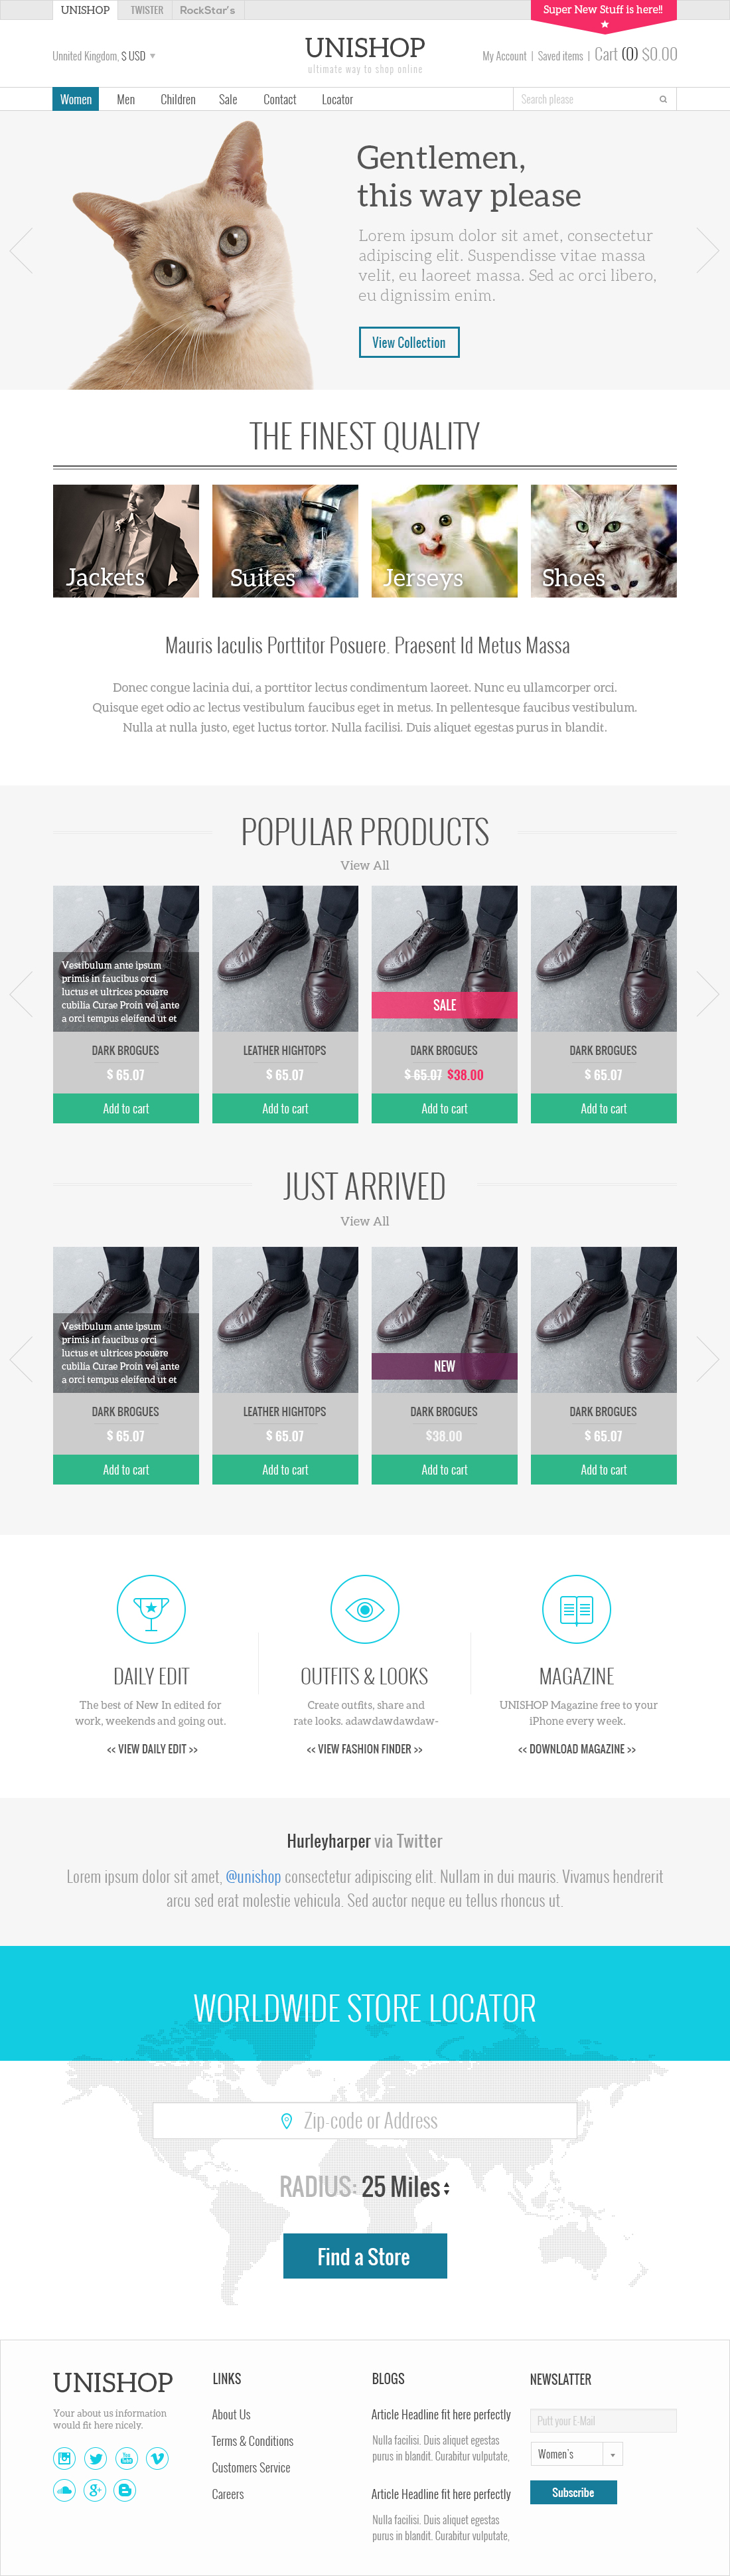 UNISHOP TWISTER RockStar's
Super New Stuff is here!!
Unnited Kingdom, $ USD
UNISHOP
ultimate way to shop online
My Account | Saved items | Cart (0) $0.00
Women Men Children Sale Contact Locator
Search please
Gentlemen,
this way please
Lorem ipsum dolor sit amet, consectetur
adipiscing elit. Suspendisse vitae massa
velit, eu laoreet massa. Sed ac orci libero,
eu dignissim enim.
View Collection
THE FINEST QUALITY
Jackets Suites Jerseys Shoes
Mauris Iaculis Porttitor Posuere. Praesent Id Metus Massa
Donec congue lacinia dui, a porttitor lectus condimentum laoreet. Nunc eu ullamcorper orci.
Quisque eget odio ac lectus vestibulum faucibus eget in metus. In pellentesque faucibus vestibulum.
Nulla at nulla justo, eget luctus tortor. Nulla facilisi. Duis aliquet egestas purus in blandit.
POPULAR PRODUCTS
View All
Vestibulum ante ipsum
primis in faucibus orci
luctus et ultrices posuere
cubilia Curae Proin vel ante
a orci tempus eleifend ut et
SALE
DARK BROGUES LEATHER HIGHTOPS DARK BROGUES DARK BROGUES
$ 65.07 $ 65.07 $ 65.07 $38.00 $ 65.07
Add to cart Add to cart Add to cart Add to cart
JUST ARRIVED
View All
Vestibulum ante ipsum
primis in faucibus orci
luctus et ultrices posuere
cubilia Curae Proin vel ante
a orci tempus eleifend ut et
NEW
DARK BROGUES LEATHER HIGHTOPS DARK BROGUES DARK BROGUES
$ 65.07 $ 65.07 $38.00 $ 65.07
Add to cart Add to cart Add to cart Add to cart
DAILY EDIT
The best of New In edited for
work, weekends and going out.
<< VIEW DAILY EDIT >>
OUTFITS & LOOKS
Create outfits, share and
rate looks. adawdawdawdaw-
<< VIEW FASHION FINDER >>
MAGAZINE
UNISHOP Magazine free to your
iPhone every week.
<< DOWNLOAD MAGAZINE >>
Hurleyharper via Twitter
Lorem ipsum dolor sit amet, @unishop consectetur adipiscing elit. Nullam in dui mauris. Vivamus hendrerit
arcu sed erat molestie vehicula. Sed auctor neque eu tellus rhoncus ut.
WORLDWIDE STORE LOCATOR
Zip-code or Address
RADIUS: 25 Miles
Find a Store
UNISHOP
Your about us information
would fit here nicely.
You Tube
LINKS
About Us
Terms & Conditions
Customers Service
Careers
BLOGS
Article Headline fit here perfectly
Nulla facilisi. Duis aliquet egestas
purus in blandit. Curabitur vulputate,
Article Headline fit here perfectly
Nulla facilisi. Duis aliquet egestas
purus in blandit. Curabitur vulputate,
NEWSLATTER
Putt your E-Mail
Women's
Subscribe